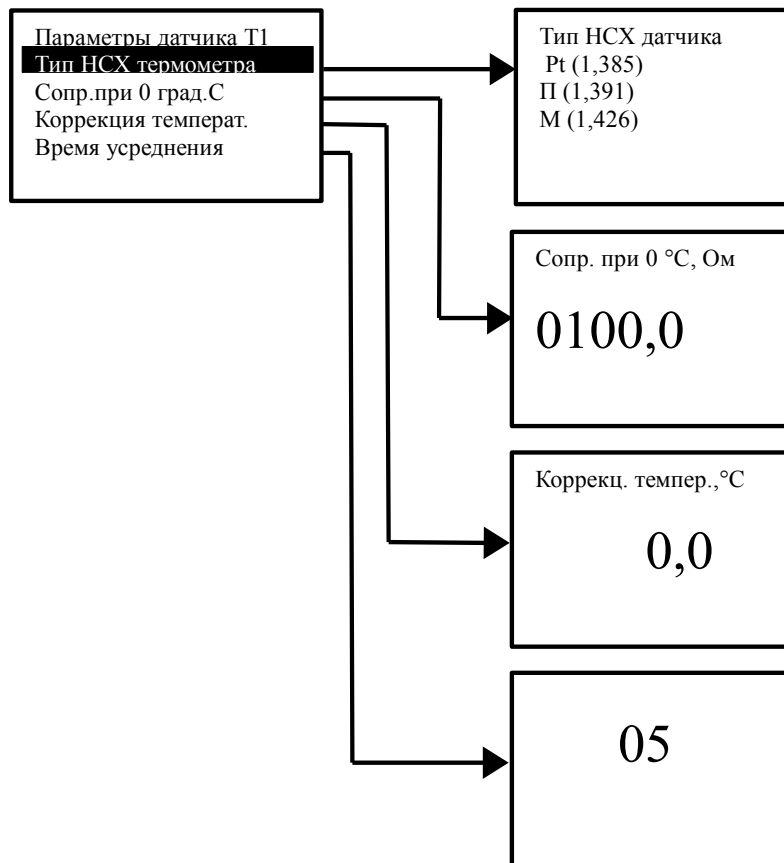 Параметры датчика Т1
Тип НСХ термометра
Сопр.при 0 град.С
Коррекция температ.
Время усреднения
Тип НСХ датчика
Pt (1,385)
П (1,391)
М (1,426)
Сопр. при 0 °С, Ом
0100,0
Коррекц. темпер.,°С
0,0
05